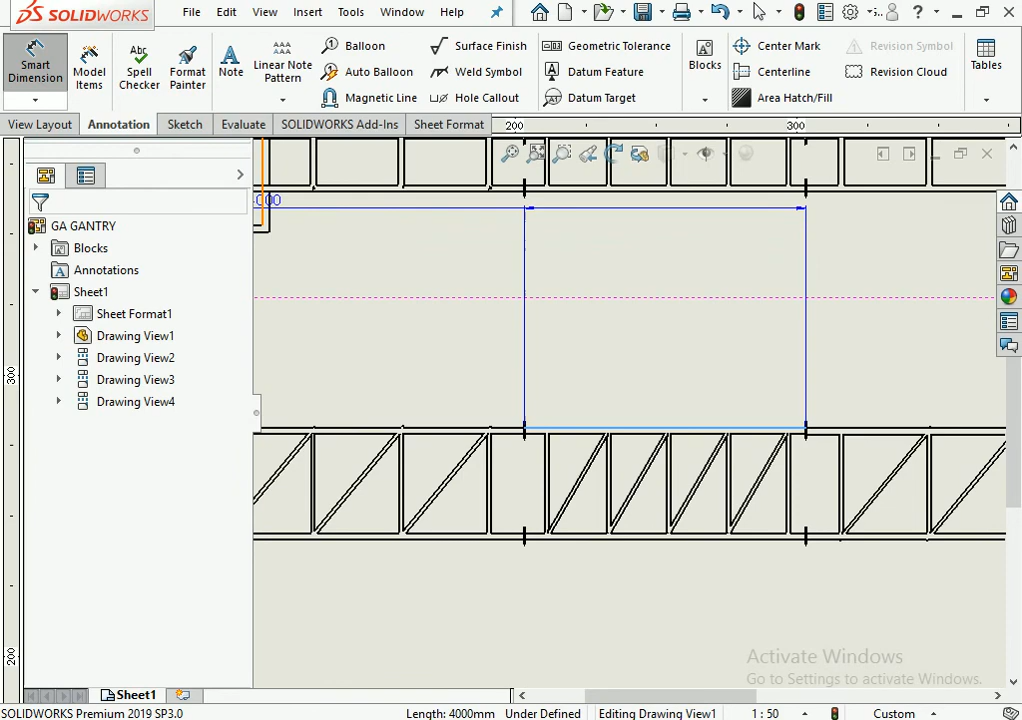 SOLIDWORKS File Edit View Insert Tools Window Help
Smart Dimension
Model Items
Abc
Spell Checker
Format Painter
A
Note
AAA
AAA
Linear Note Pattern
Balloon
Auto Balloon
Magnetic Line
Surface Finish
Weld Symbol
Hole Callout
Geometric Tolerance
Datum Feature
Datum Target
Blocks
Center Mark
Centerline
Area Hatch/Fill
Revision Symbol
Revision Cloud
Tables
View Layout Annotation Sketch Evaluate SOLIDWORKS Add-Ins Sheet Format
200 300
GA GANTRY
Blocks
Annotations
Sheet1
Sheet Format1
Drawing View1
Drawing View2
Drawing View3
Drawing View4
300
200
Activate Windows
Go to Settings to activate Windows.
Sheet1
SOLIDWORKS Premium 2019 SP3.0 Length: 4000mm Under Defined Editing Drawing View1 1 : 50 Custom